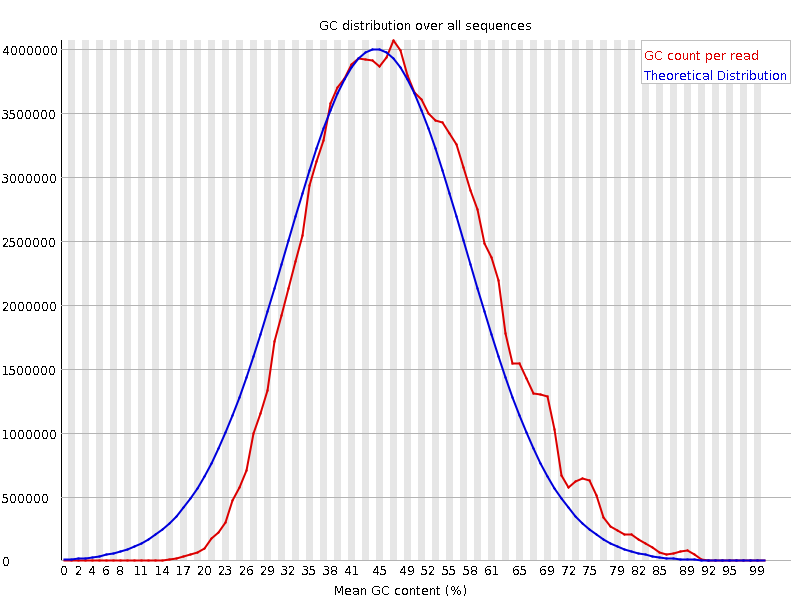 GC distribution over all sequences
GC count per read
Theoretical Distribution
4000000
3500000
3000000
2500000
2000000
1500000
1000000
500000
0
0 2 4 6 8 11 14 17 20 23 26 29 32 35 38 41 45 49 52 55 58 61 65 69 72 75 79 82 85 89 92 95 99
Mean GC content (%)